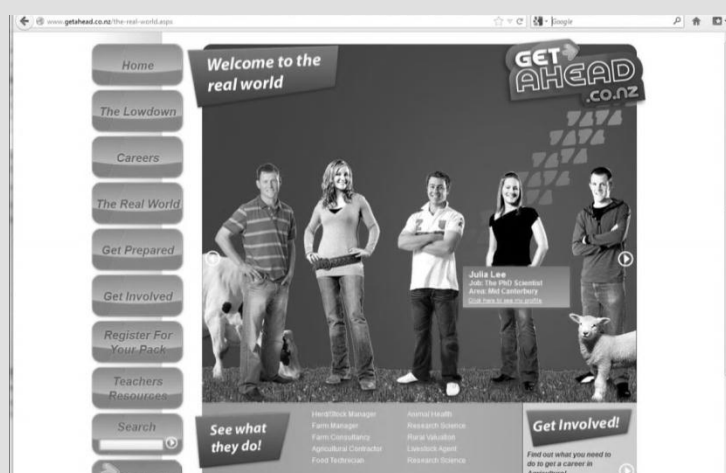 www.getahead.co.nz/the-real-world.aspx
Google
Home
The Lowdown
Careers
The Real World
Get Prepared
Get Involved
Register For
Your Pack
Teachers
Resources
Search
Welcome to the
real world
GET
AHEAD
.co.nz
Julia Lee
Job: The PhD Scientist
Area: Mid Canterbury
Click here to see my profile
See what
they do!
Herd/Stock Manager
Farm Manager
Farm Consultancy
Agricultural Contractor
Food Technician
Animal Health
Research Science
Rural Valuation
Livestock Agent
Research Science
Get Involved!
Find out what you need to
do to get a career in